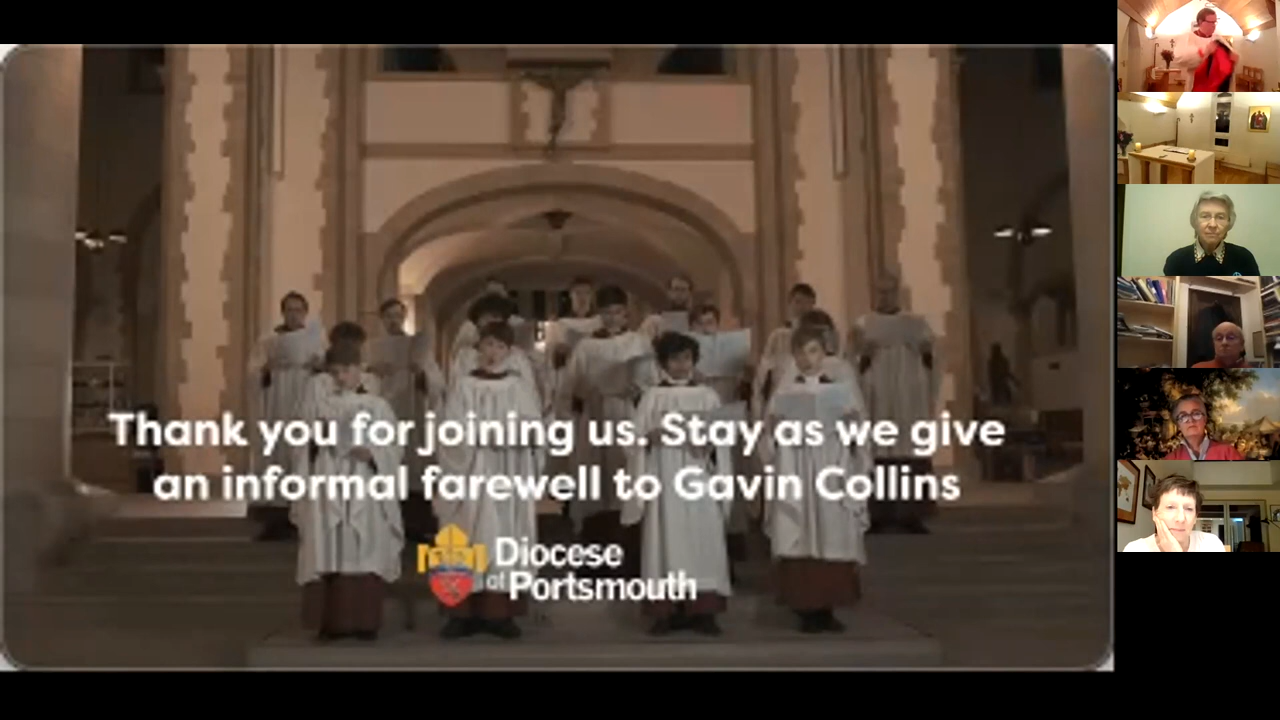 Thank you for joining us. Stay as we give
an informal farewell to Gavin Collins
Diocese
of Portsmouth